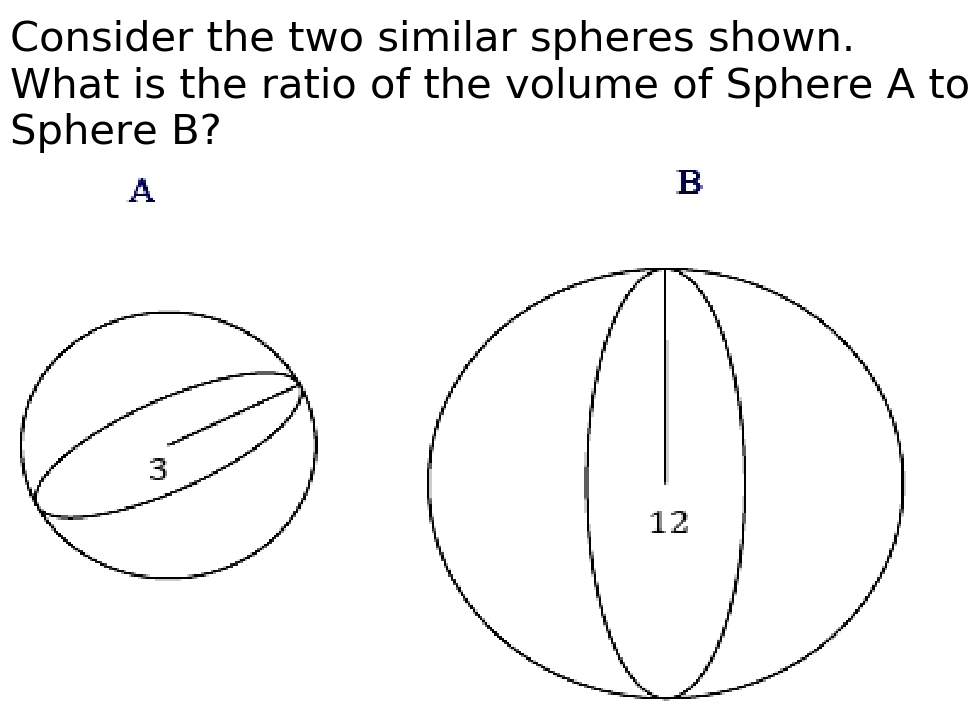 Consider the two similar spheres shown.
What is the ratio of the volume of Sphere A to
Sphere B?
A
B
3
12